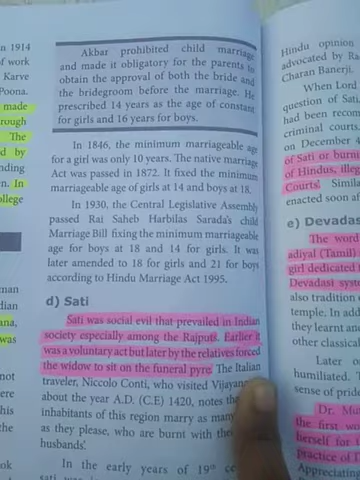 n 1914
of work
Karve
Poona.
made
rough
The
d by
nding
n. In
ollege
man
dian
ana,
was
not
ere
his
the
ok
Akbar prohibited child marriage
and made it obligatory for the parents to
obtain the approval of both the bride and
the bridegroom before the marriage. He
prescribed 14 years as the age of constant
for girls and 16 years for boys.
In 1846, the minimum marriageable age
for a girl was only 10 years. The native marriage
Act was passed in 1872. It fixed the minimum
marriageable age of girls at 14 and boys at 18.
In 1930, the Central Legislative Assembly
passed Rai Saheb Harbilas Sarada's child
Marriage Bill fixing the minimum marriageable
age for boys at 18 and 14 for girls. It was
later amended to 18 for girls and 21 for boys
according to Hindu Marriage Act 1995.
d) Sati
Sati was social evil that prevailed in Indian
society especially among the Rajputs. Earlier it
was a voluntary act but later by the relatives forced
the widow to sit on the funeral pyre. The Italian
traveler, Niccolo Conti, who visited Vijayana
about the year A.D. (C.E) 1420, notes tha
inhabitants of this region marry as many
as they please, who are burnt with the
husbands'.
In the early years of 19th ce
Hindu opinion
advocated by Ra
Charan Banerji.
When Lord
question of Sati,
had been recom
criminal courts.
on December 4
of Sati or burni
of Hindus, illeg
Courts'. Simila
enacted soon af
e) Devadas
The word
adiyal (Tamil)
girl dedicated
Devadasi syste
also tradition
temple. In add
they learnt an
other classical
Later
humiliated. T
sense of pride
Dr. Mu
the first wo
herself for t
practice of D
Appreciating